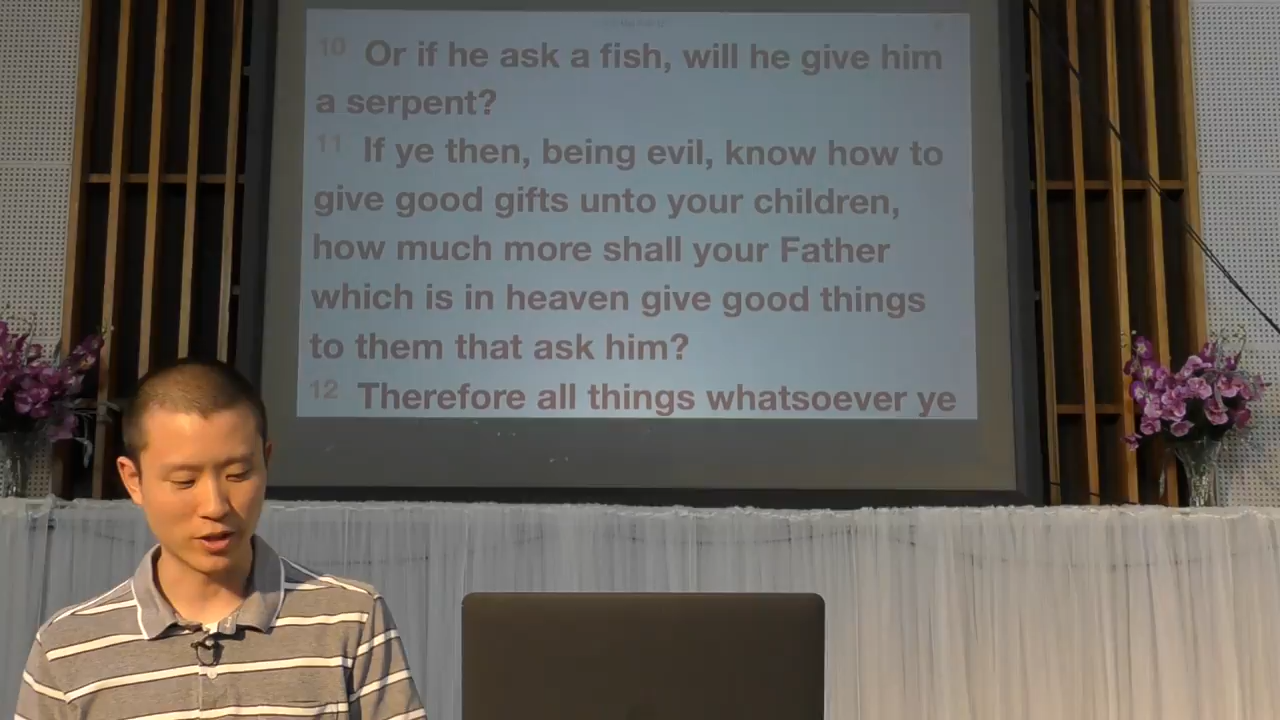 10 Or if he ask a fish, will he give him
a serpent?
11 If ye then, being evil, know how to
give good gifts unto your children,
how much more shall your Father
which is in heaven give good things
to them that ask him?
12 Therefore all things whatsoever ye